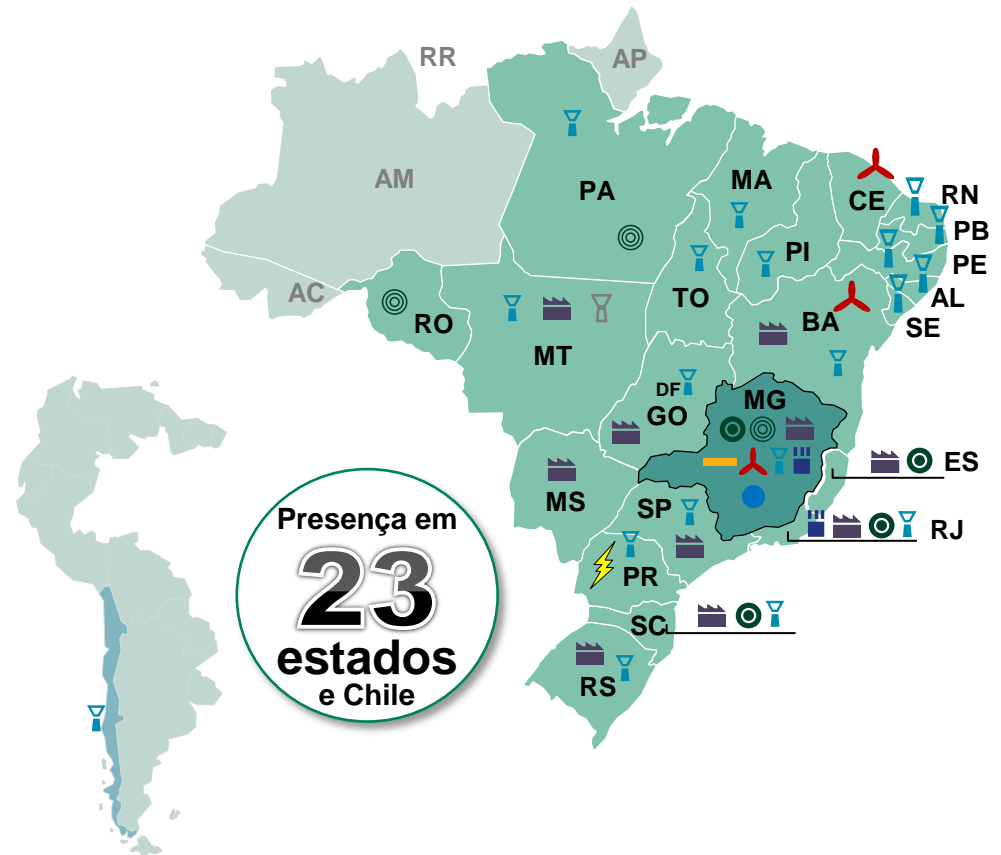 RR
AP
AM
PA
MA
CE
RN
PB
PI
PE
AC
RO
TO
AL
BA
SE
MT
DF
GO
MG
ES
MS
SP
RJ
Presença em
23
estados
e Chile
PR
SC
RS